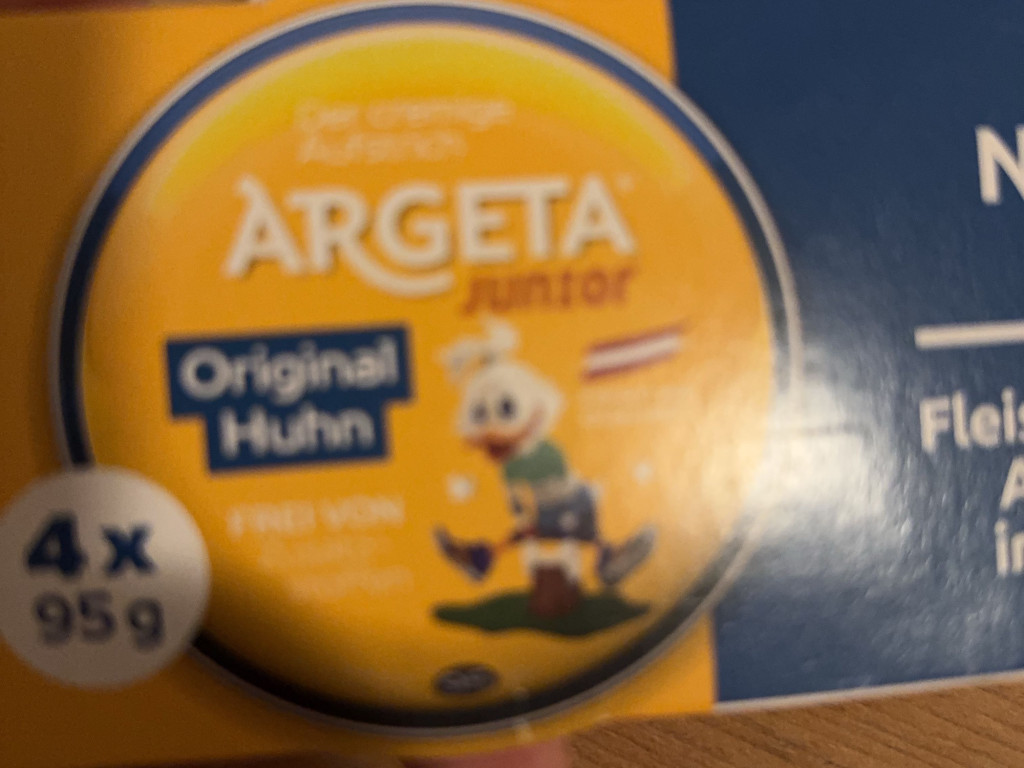 Der cremige
Aufstrich
ARGETA
Junior
Original
Huhn
FREI VON
4 x
95 g
N
Fleis
A
in